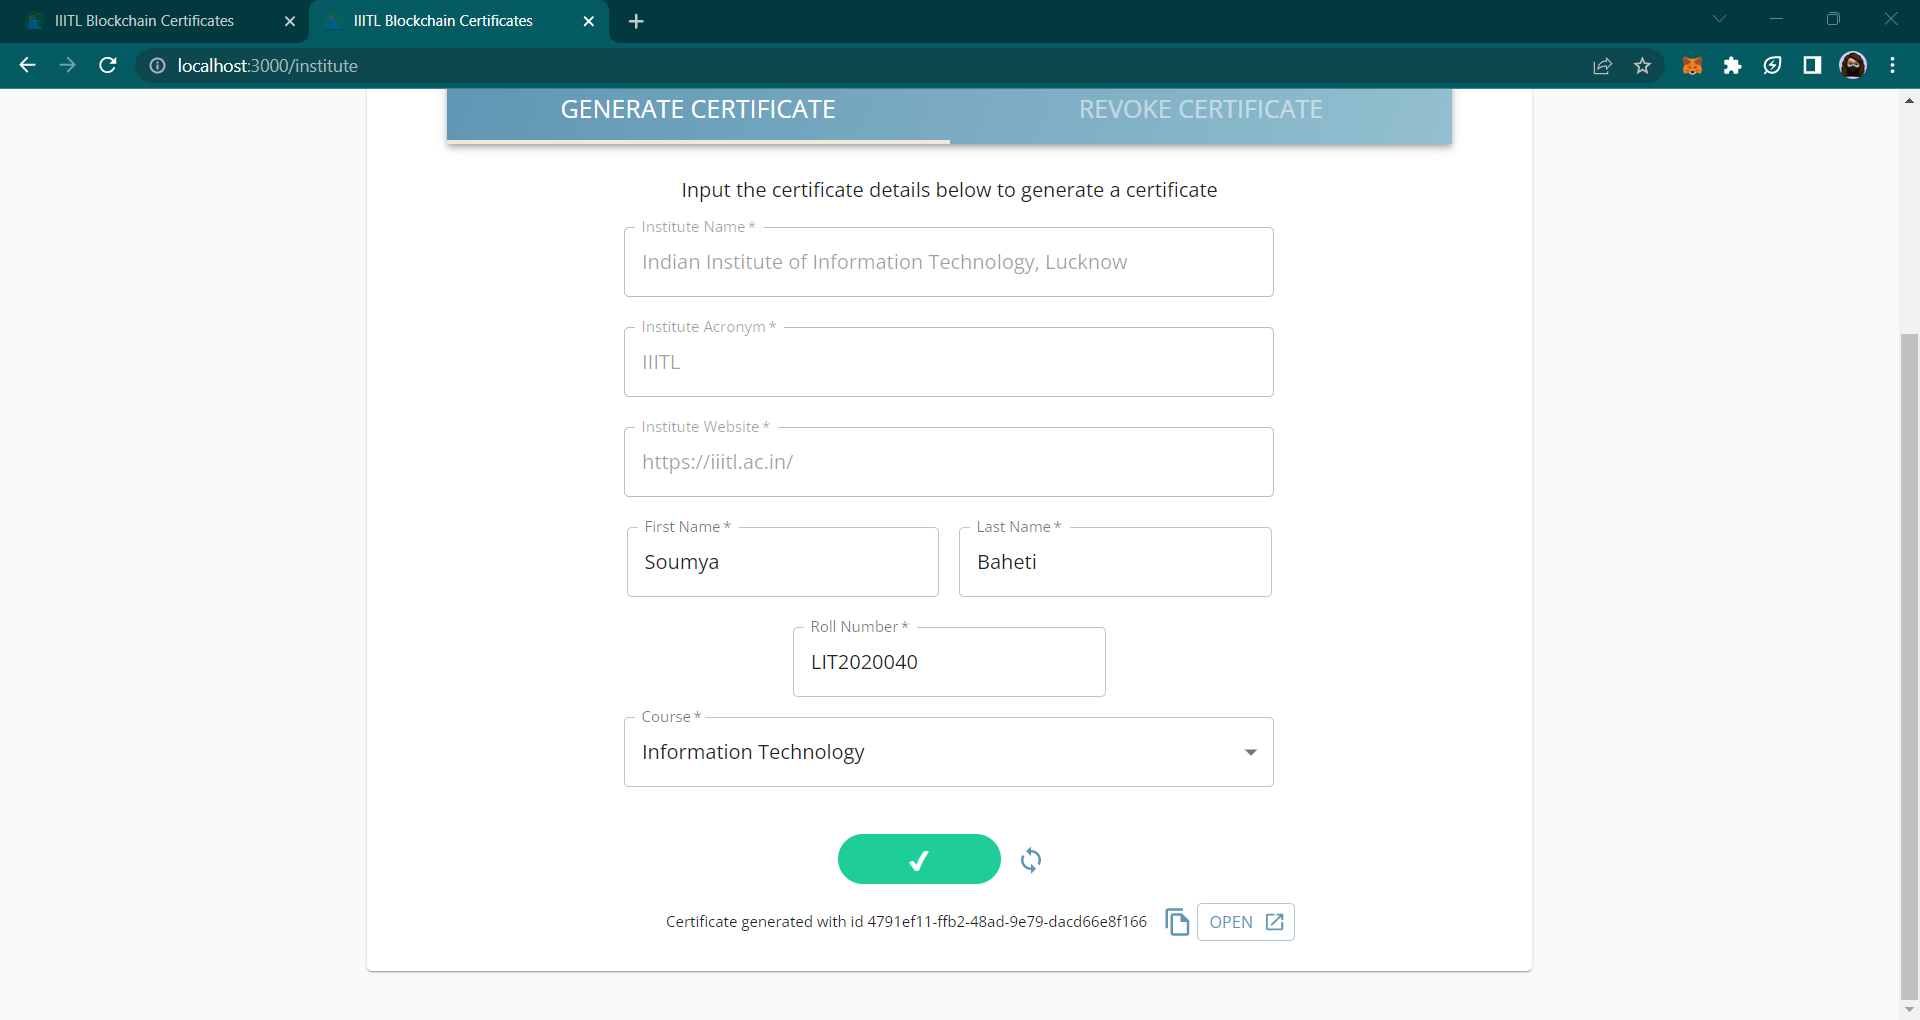 IIITL Blockchain Certificates
IIITL Blockchain Certificates
localhost:3000/institute
GENERATE CERTIFICATE
REVOKE CERTIFICATE
Input the certificate details below to generate a certificate
Institute Name *
Indian Institute of Information Technology, Lucknow
Institute Acronym *
IIITL
Institute Website *
https://iiitl.ac.in/
First Name *
Soumya
Last Name *
Baheti
Roll Number *
LIT2020040
Course *
Information Technology
Certificate generated with id 4791ef11-ffb2-48ad-9e79-dacd66e8f166
OPEN